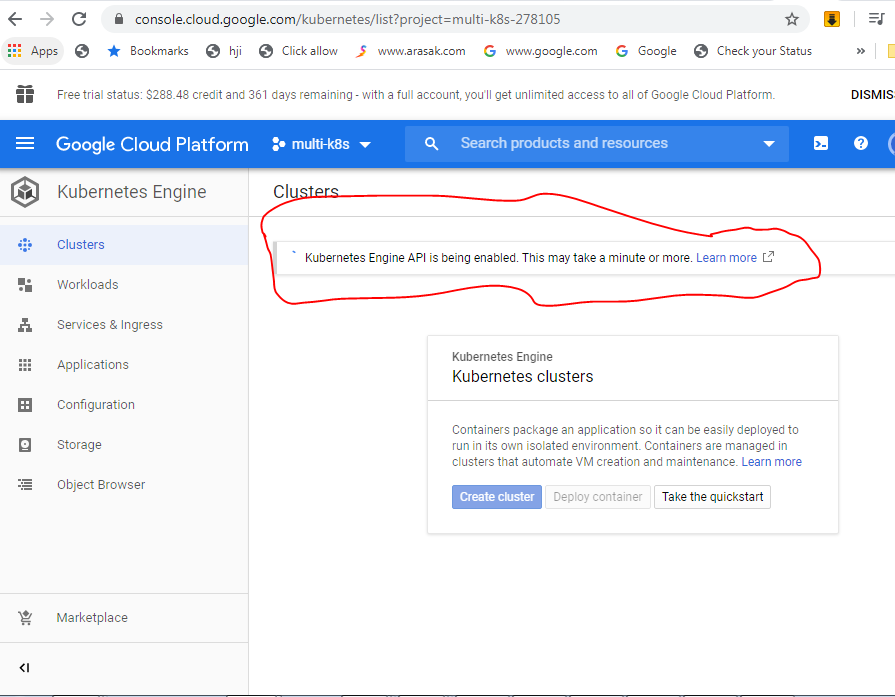 console.cloud.google.com/kubernetes/list?project=multi-k8s-278105
Apps Bookmarks hji Click allow www.arasak.com www.google.com Google Check your Status »
Free trial status: $288.48 credit and 361 days remaining - with a full account, you'll get unlimited access to all of Google Cloud Platform. DISMIS
Google Cloud Platform multi-k8s Search products and resources
Kubernetes Engine
Clusters
Clusters
Workloads
Services & Ingress
Applications
Configuration
Storage
Object Browser
Marketplace
Kubernetes Engine API is being enabled. This may take a minute or more. Learn more
Kubernetes Engine
Kubernetes clusters
Containers package an application so it can be easily deployed to
run in its own isolated environment. Containers are managed in
clusters that automate VM creation and maintenance. Learn more
Create cluster Deploy container Take the quickstart